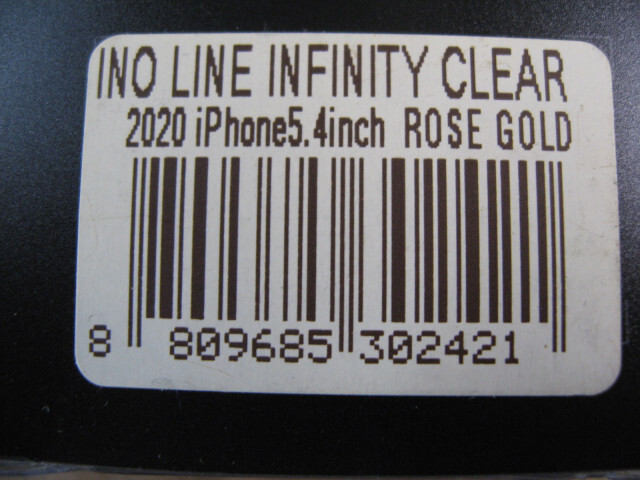 INO LINE INFINITY CLEAR
2020 iPhone5.4inch ROSE GOLD
8 809685 302421